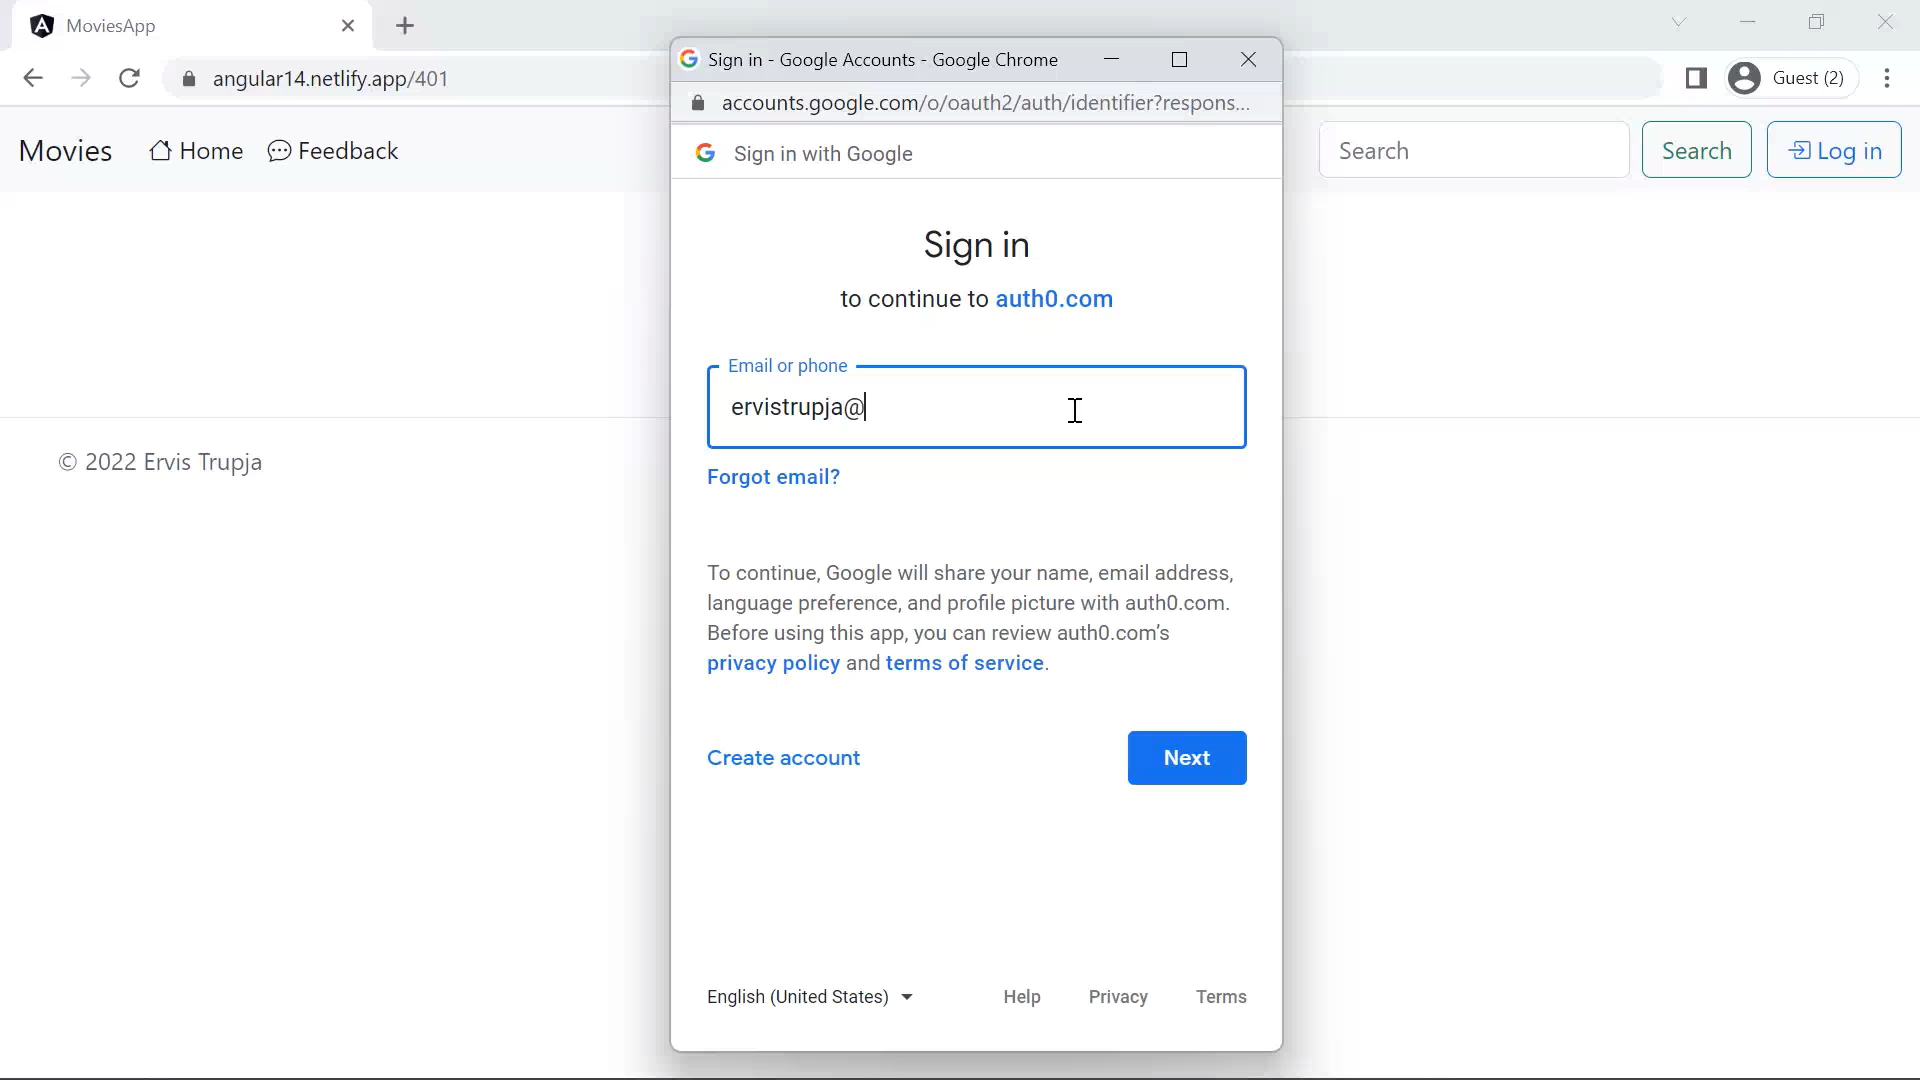 MoviesApp
angular14.netlify.app/401
Guest (2)
Movies
Home
Feedback
Search
Search
Log in
© 2022 Ervis Trupja
Sign in - Google Accounts - Google Chrome
accounts.google.com/o/oauth2/auth/identifier?respons...
Sign in with Google
Sign in
to continue to auth0.com
Email or phone
ervistrupja@
Forgot email?
To continue, Google will share your name, email address,
language preference, and profile picture with auth0.com.
Before using this app, you can review auth0.com’s
privacy policy and terms of service.
Create account
Next
English (United States)
Help
Privacy
Terms